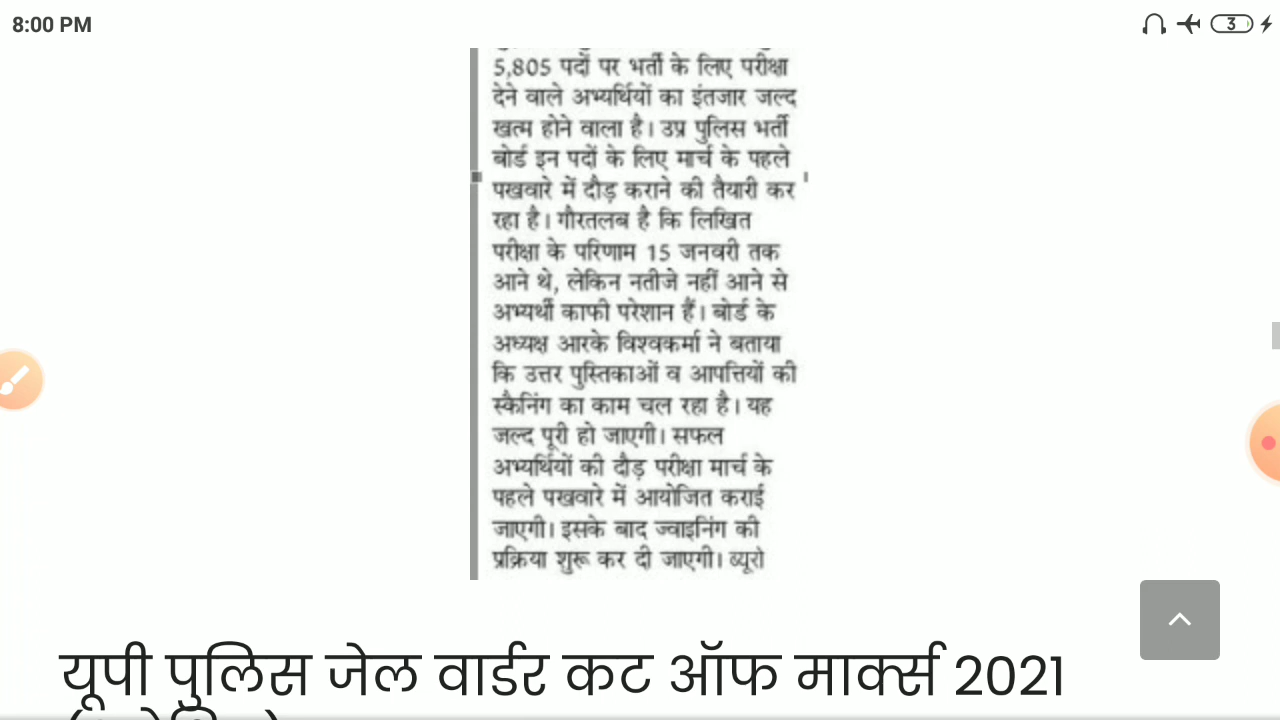 8:00 PM
3
5,805 पदों पर भर्ती के लिए परीक्षा
देने वाले अभ्यर्थियों का इंतजार जल्द
खत्म होने वाला है। उप्र पुलिस भर्ती
बोर्ड इन पदों के लिए मार्च के पहले
पखवारे में दौड़ कराने की तैयारी कर
रहा है। गौरतलब है कि लिखित
परीक्षा के परिणाम 15 जनवरी तक
आने थे, लेकिन नतीजे नहीं आने से
अभ्यर्थी काफी परेशान हैं। बोर्ड के
अध्यक्ष आरके विश्वकर्मा ने बताया
कि उत्तर पुस्तिकाओं व आपत्तियों की
स्कैनिंग का काम चल रहा है। यह
जल्द पूरी हो जाएगी। सफल
अभ्यर्थियों की दौड़ परीक्षा मार्च के
पहले पखवारे में आयोजित कराई
जाएगी। इसके बाद ज्वाइनिंग की
प्रक्रिया शुरू कर दी जाएगी। ब्यूरो
यूपी पुलिस जेल वार्डर कट ऑफ मार्क्स 2021